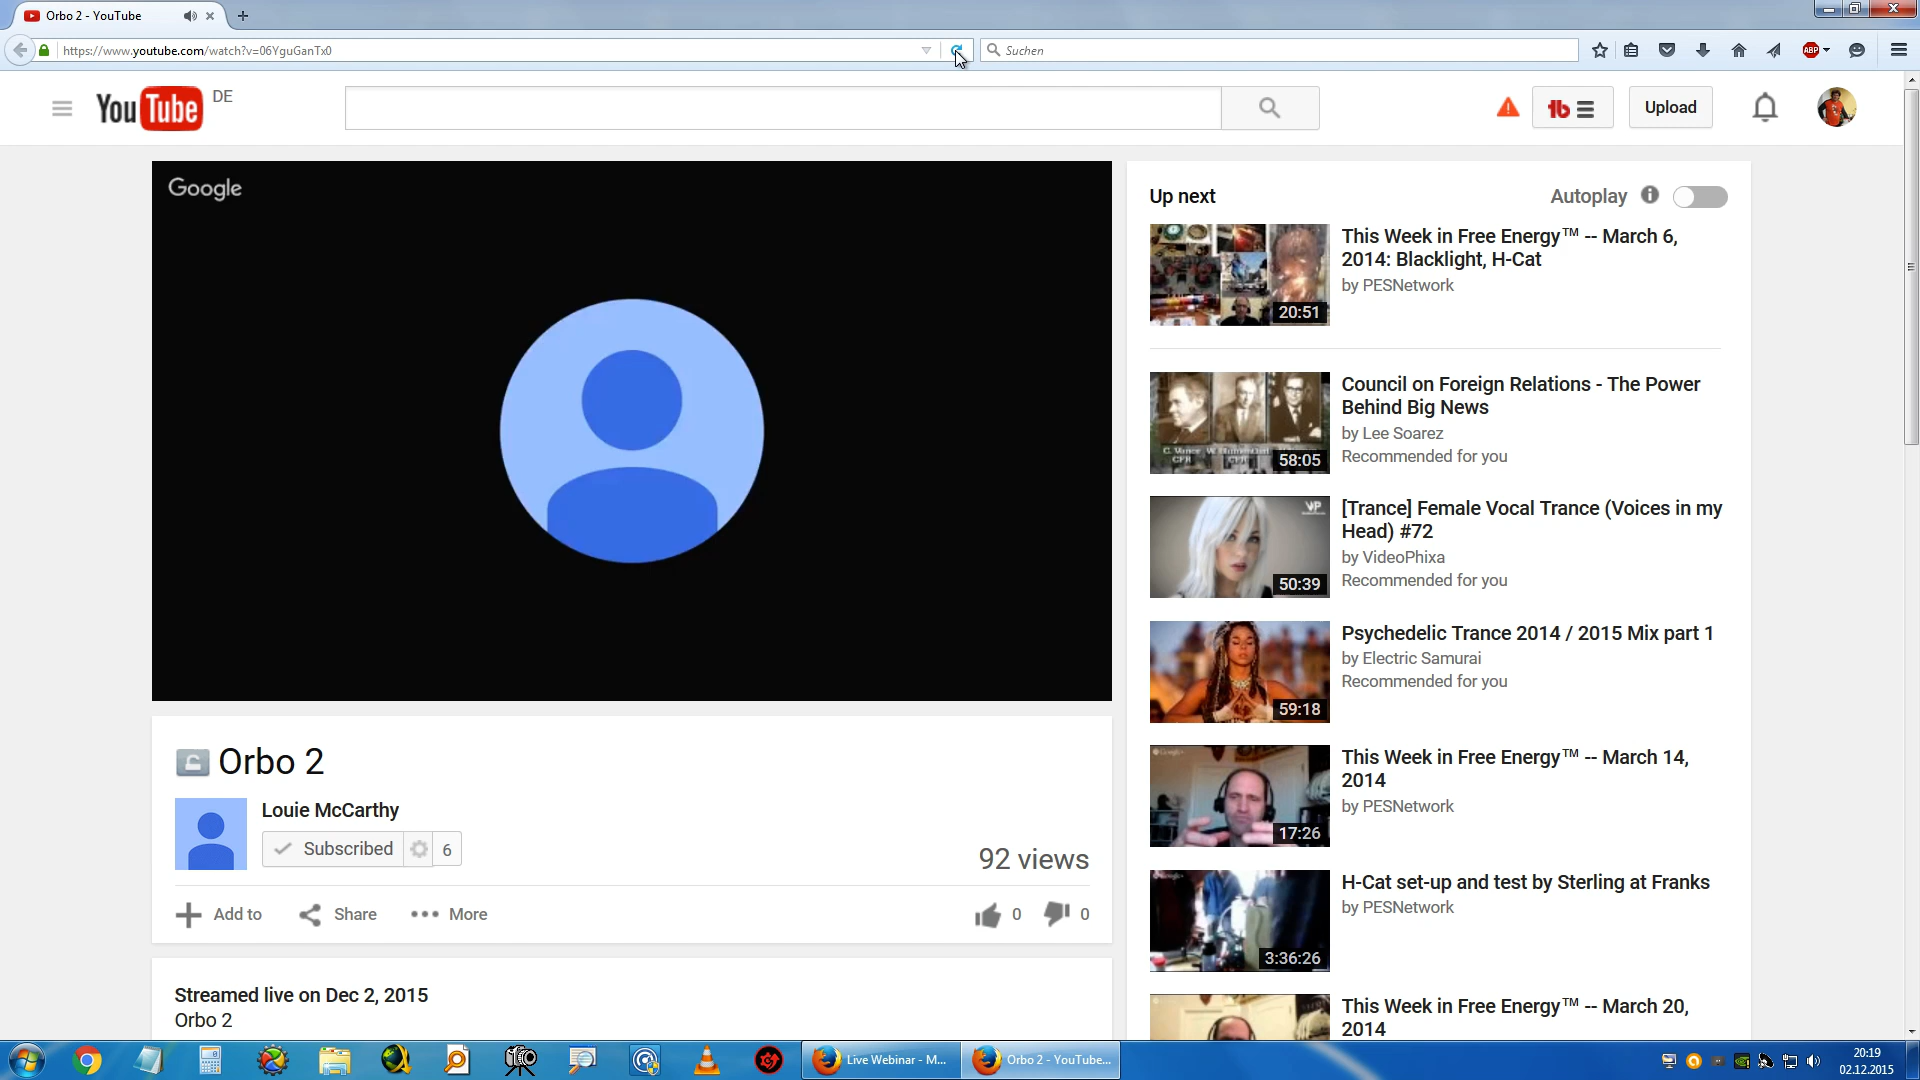 Orbo 2 - YouTube
https://www.youtube.com/watch?v=06YguGanTx0
Suchen
ABP
YouTube DE
Upload
Google
Up next
Autoplay
This Week in Free Energy™ -- March 6,
2014: Blacklight, H-Cat
by PESNetwork
20:51
Council on Foreign Relations - The Power
Behind Big News
by Lee Soarez
Recommended for you
58:05
[Trance] Female Vocal Trance (Voices in my
Head) #72
by VideoPhixa
Recommended for you
50:39
Psychedelic Trance 2014 / 2015 Mix part 1
by Electric Samurai
Recommended for you
59:18
This Week in Free Energy™ -- March 14,
2014
by PESNetwork
17:26
H-Cat set-up and test by Sterling at Franks
by PESNetwork
3:36:26
This Week in Free Energy™ -- March 20,
2014
Orbo 2
Louie McCarthy
Subscribed 6
92 views
Add to Share More 0 0
Streamed live on Dec 2, 2015
Orbo 2
Live Webinar - M...
Orbo 2 - YouTube...
20:19
02.12.2015